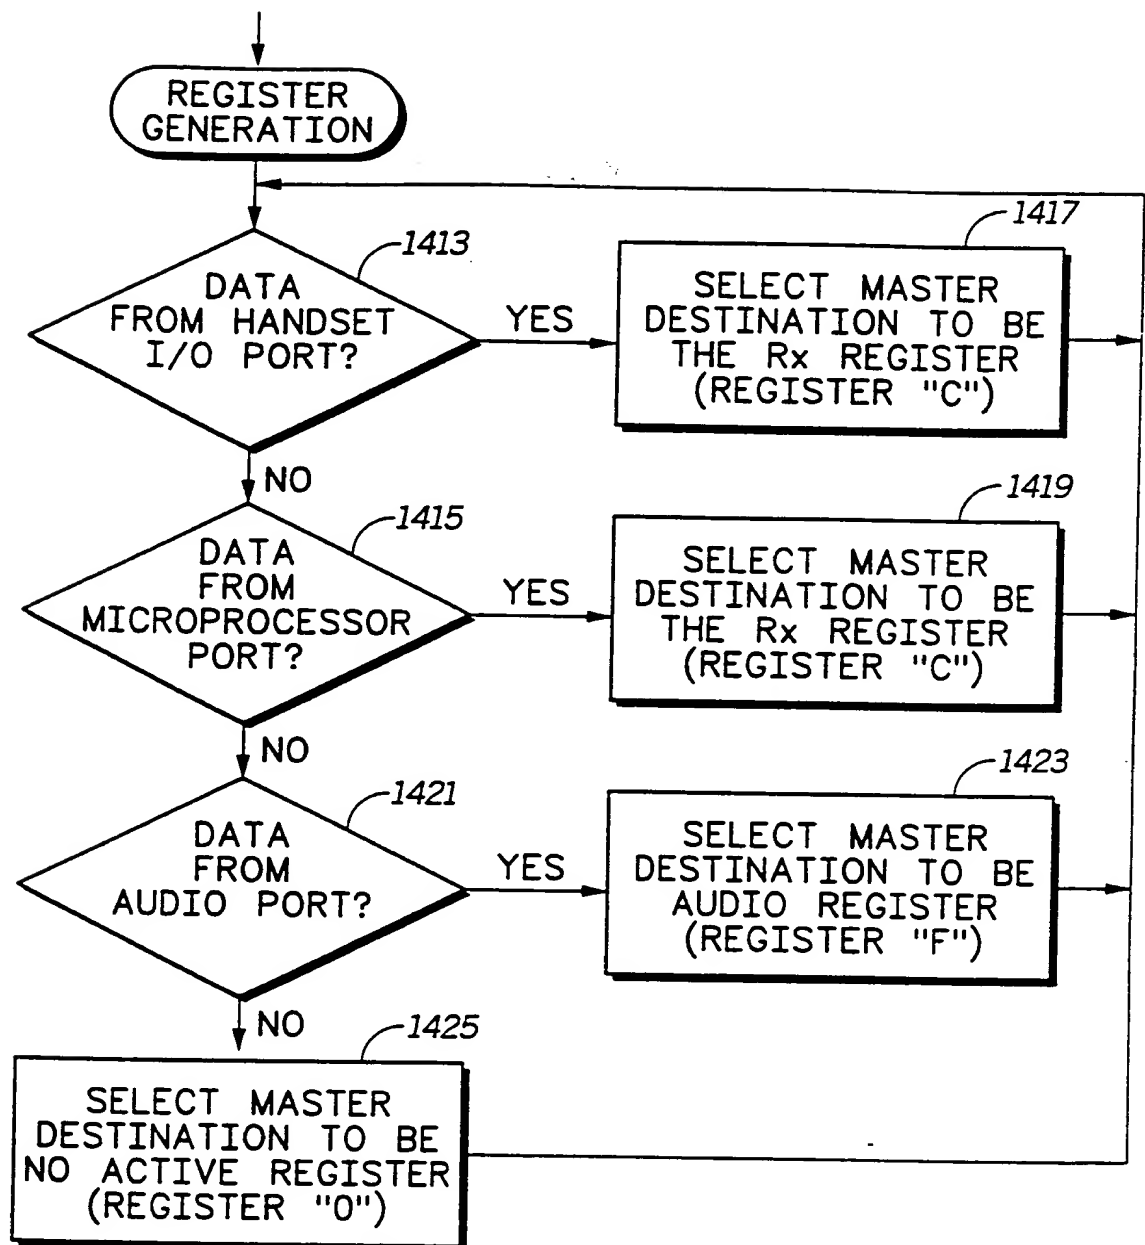 REGISTER
GENERATION
1413
DATA
FROM HANDSET
I/O PORT?
YES
1417
SELECT MASTER
DESTINATION TO BE
THE Rx REGISTER
(REGISTER "C")
NO
1415
DATA
FROM
MICROPROCESSOR
PORT?
YES
1419
SELECT MASTER
DESTINATION TO BE
THE Rx REGISTER
(REGISTER "C")
NO
1421
DATA
FROM
AUDIO PORT?
YES
1423
SELECT MASTER
DESTINATION TO BE
AUDIO REGISTER
(REGISTER "F")
NO
1425
SELECT MASTER
DESTINATION TO BE
NO ACTIVE REGISTER
(REGISTER "0")